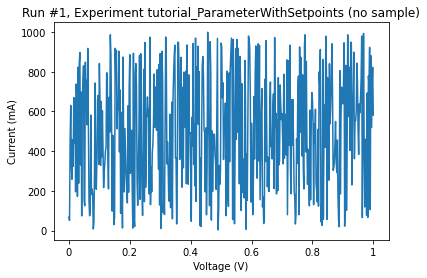 Run #1, Experiment tutorial_ParameterWithSetpoints (no sample)
1000
800
600
400
200
0
Current (mA)
0 0.2 0.4 0.6 0.8 1
Voltage (V)